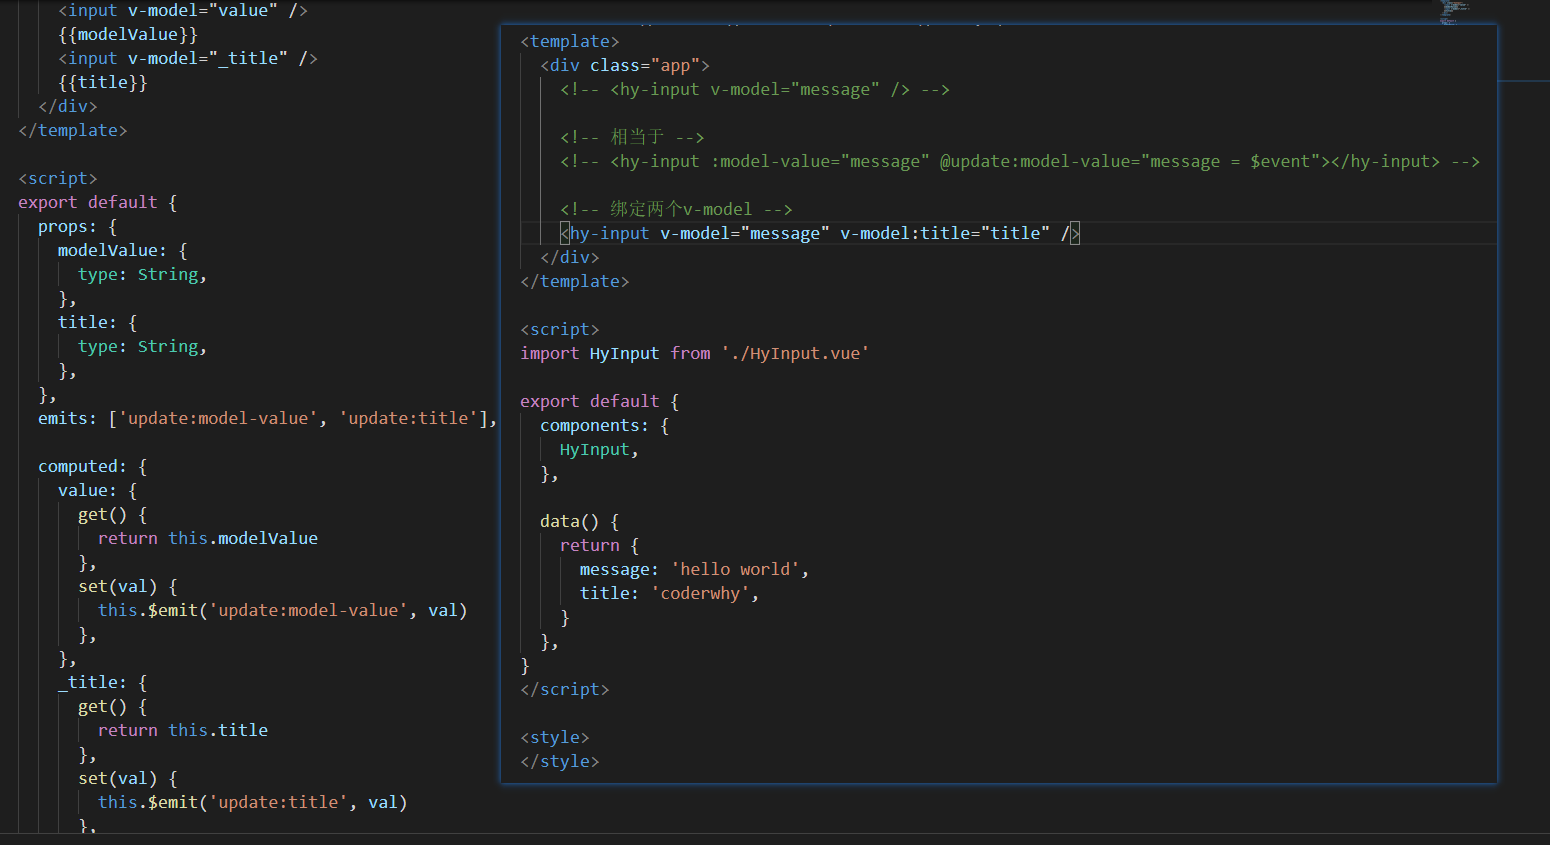 <input v-model="value" />
{{modelValue}}
<input v-model="_title" />
{{title}}
</div>
</template>
<script>
export default {
props: {
modelValue: {
type: String,
},
title: {
type: String,
},
},
emits: ['update:model-value', 'update:title'],
computed: {
value: {
get() {
return this.modelValue
},
set(val) {
this.$emit('update:model-value', val)
},
},
_title: {
get() {
return this.title
},
set(val) {
this.$emit('update:title', val)
},
<template>
<div class="app">
<!-- <hy-input v-model="message" /> -->
<!-- 相当于 -->
<!-- <hy-input :model-value="message" @update:model-value="message = $event"></hy-input> -->
<!-- 绑定两个v-model -->
<hy-input v-model="message" v-model:title="title" />
</div>
</template>
<script>
import HyInput from './HyInput.vue'
export default {
components: {
HyInput,
},
data() {
return {
message: 'hello world',
title: 'coderwhy',
}
},
}
</script>
<style>
</style>